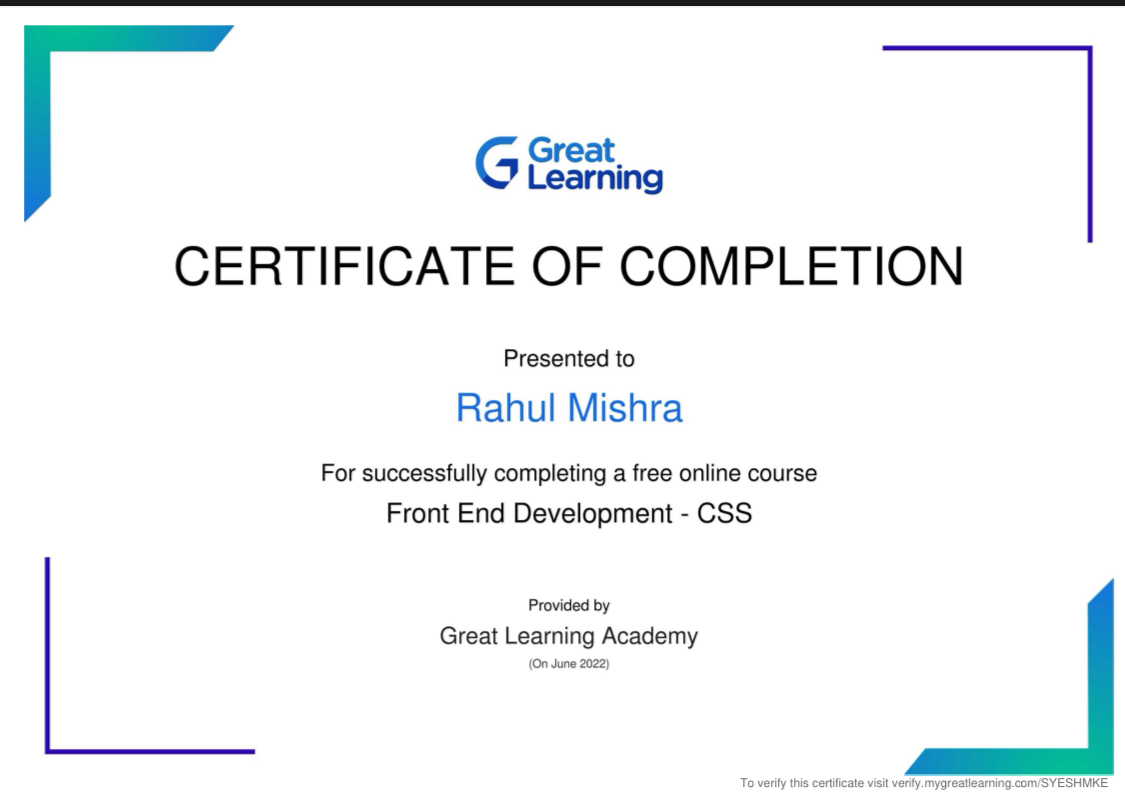 Great
Learning
CERTIFICATE OF COMPLETION
Presented to
Rahul Mishra
For successfully completing a free online course
Front End Development - CSS
Provided by
Great Learning Academy
(On June 2022)
To verify this certificate visit verify.mygreatlearning.com/SYESHMKE